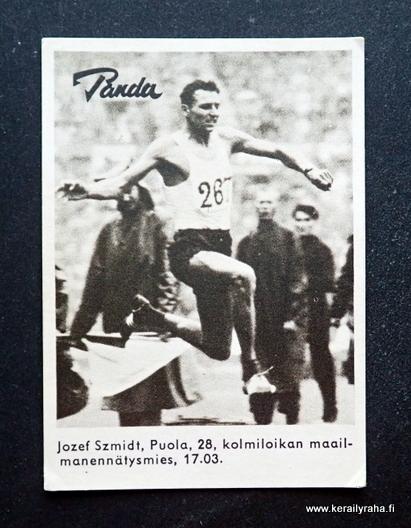 Panda
267
Jozef Szmidt, Puola, 28, kolmiloikan maail-
manennätysmies, 17.03.
www.kerailyraha.fi